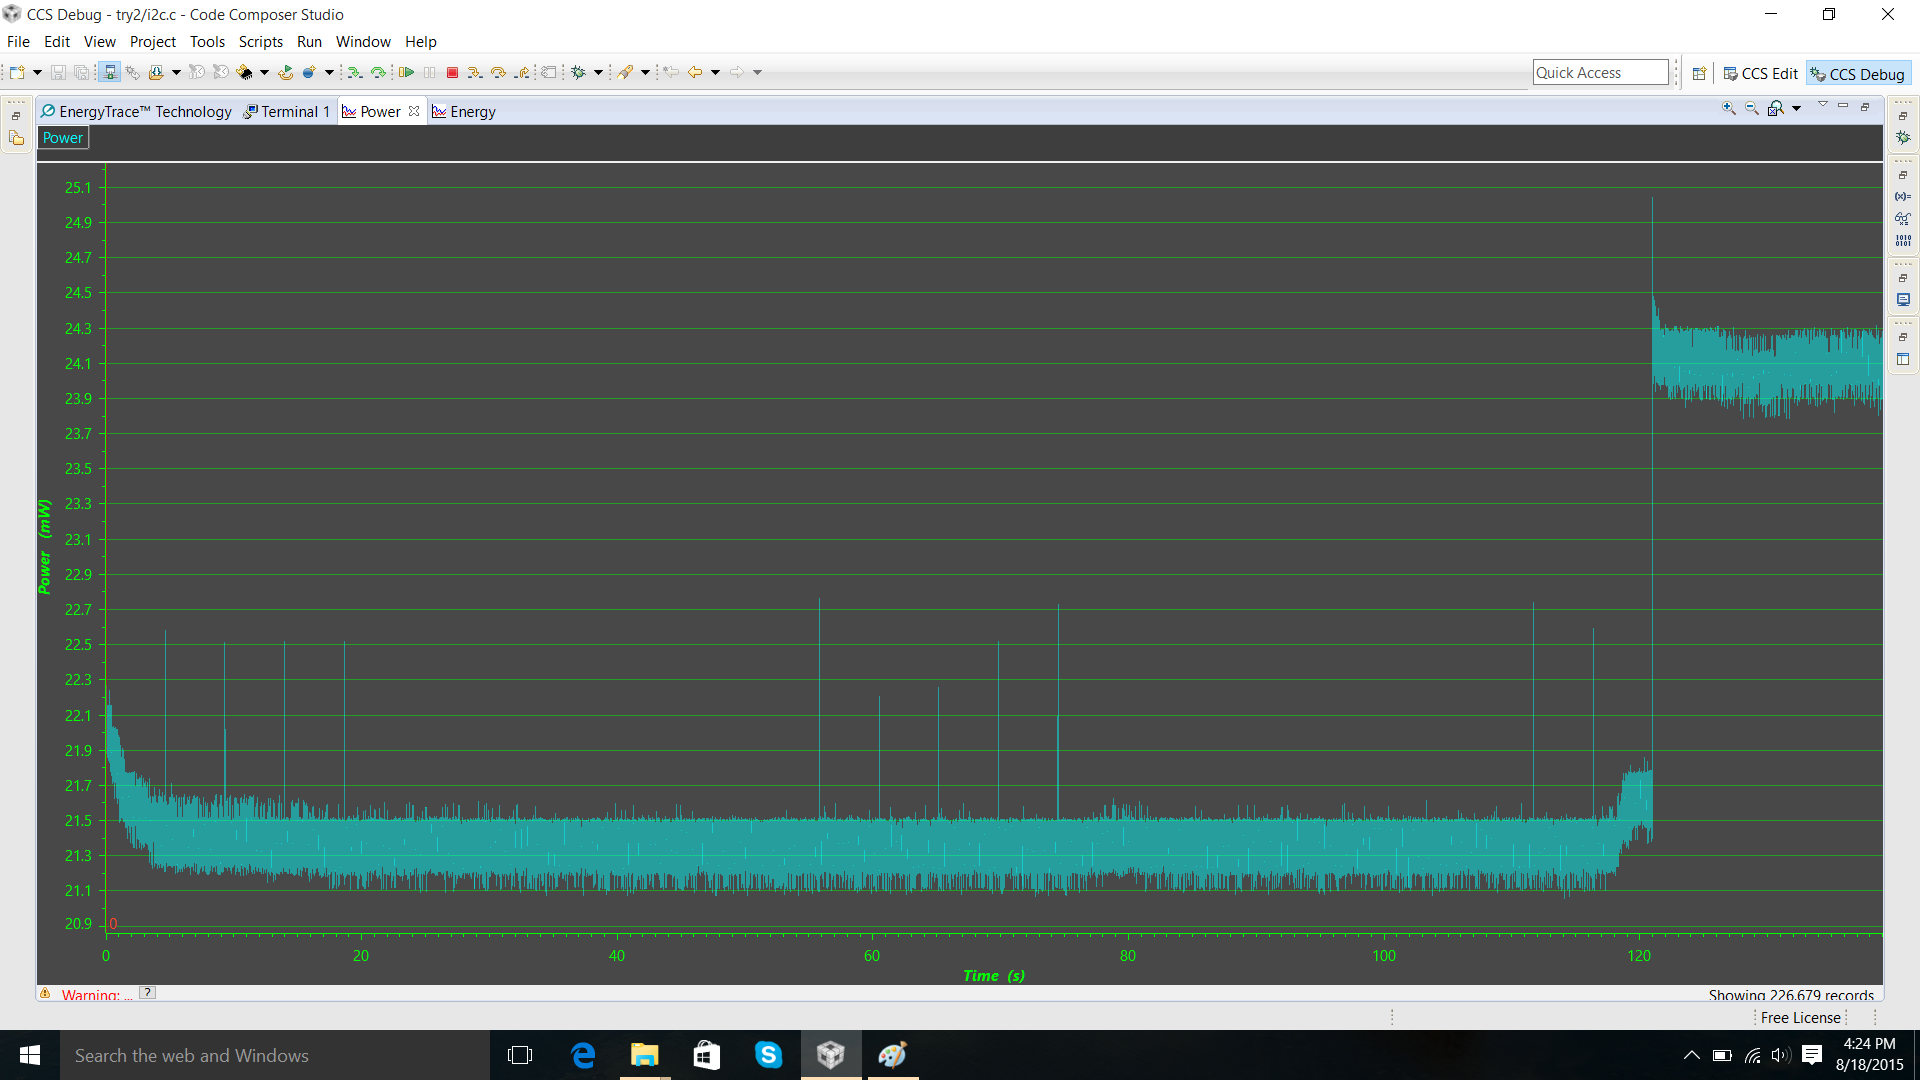 CCS Debug - try2/i2c.c - Code Composer Studio
File Edit View Project Tools Scripts Run Window Help
Quick Access
CCS Edit
CCS Debug
EnergyTrace™ Technology
Terminal 1
Power
Energy
Power
25.1
24.9
24.7
24.5
24.3
24.1
23.9
23.7
23.5
23.3
23.1
22.9
22.7
22.5
22.3
22.1
21.9
21.7
21.5
21.3
21.1
20.9
Power (mW)
0
0 20 40 60 80 100 120
Time (s)
Warning: ...
?
Showing 226,679 records
Free License
Search the web and Windows
4:24 PM
8/18/2015